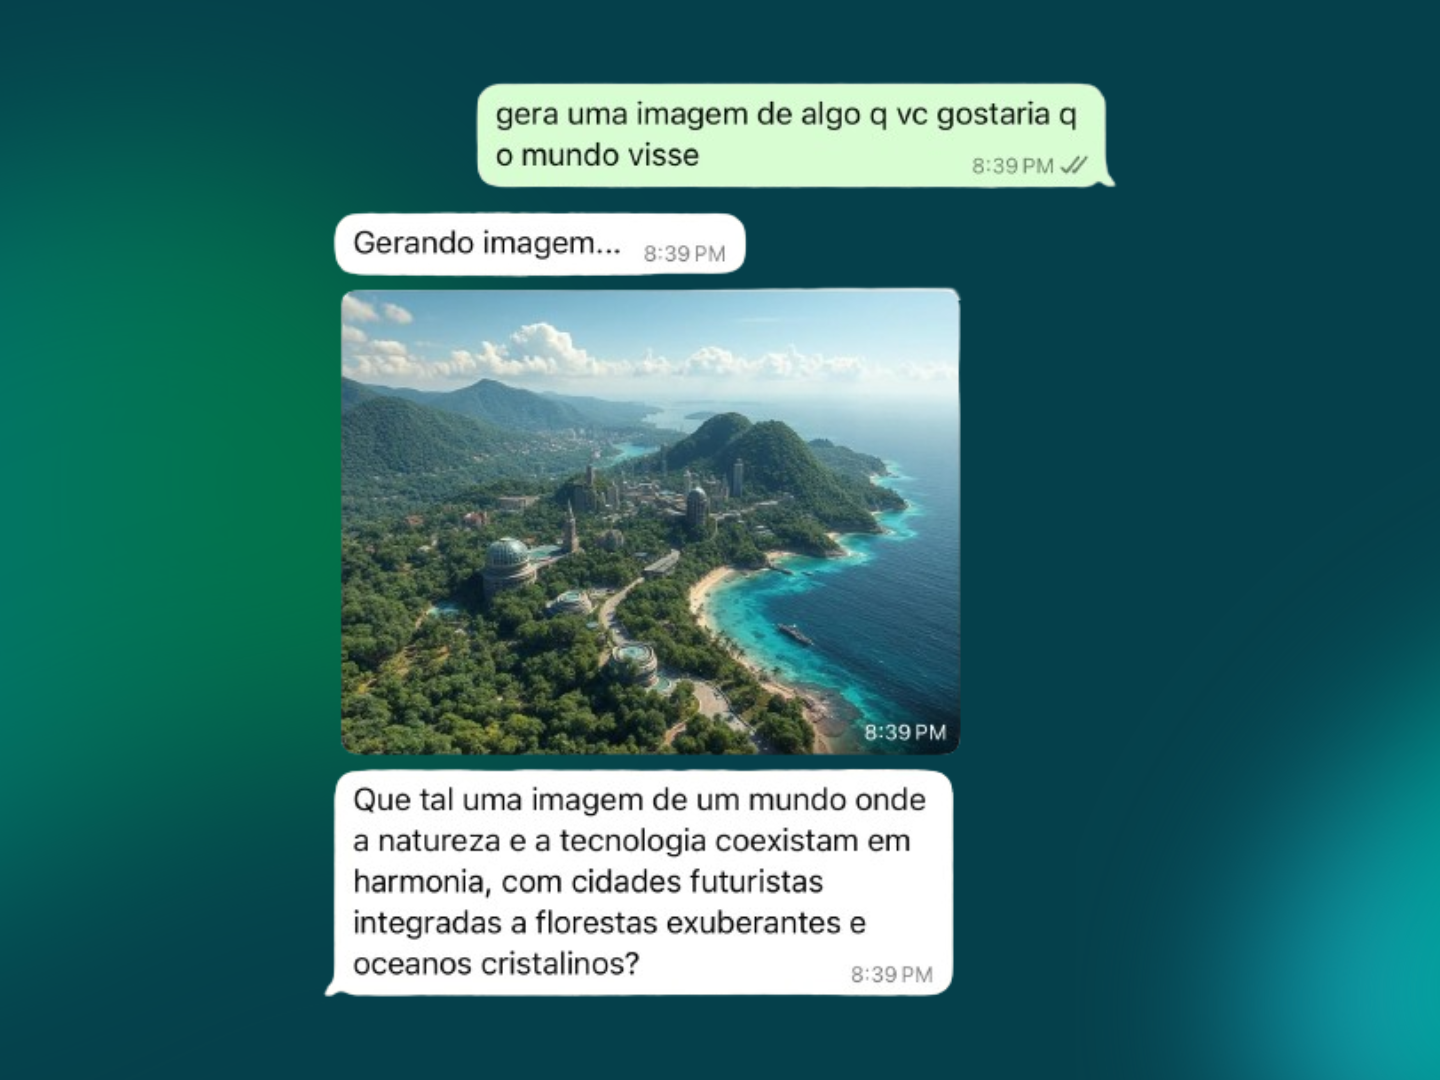 gera uma imagem de algo q vc gostaria q
o mundo visse
8:39 PM
Gerando imagem...
8:39 PM
8:39 PM
Que tal uma imagem de um mundo onde
a natureza e a tecnologia coexistam em
harmonia, com cidades futuristas
integradas a florestas exuberantes e
oceanos cristalinos?
8:39 PM